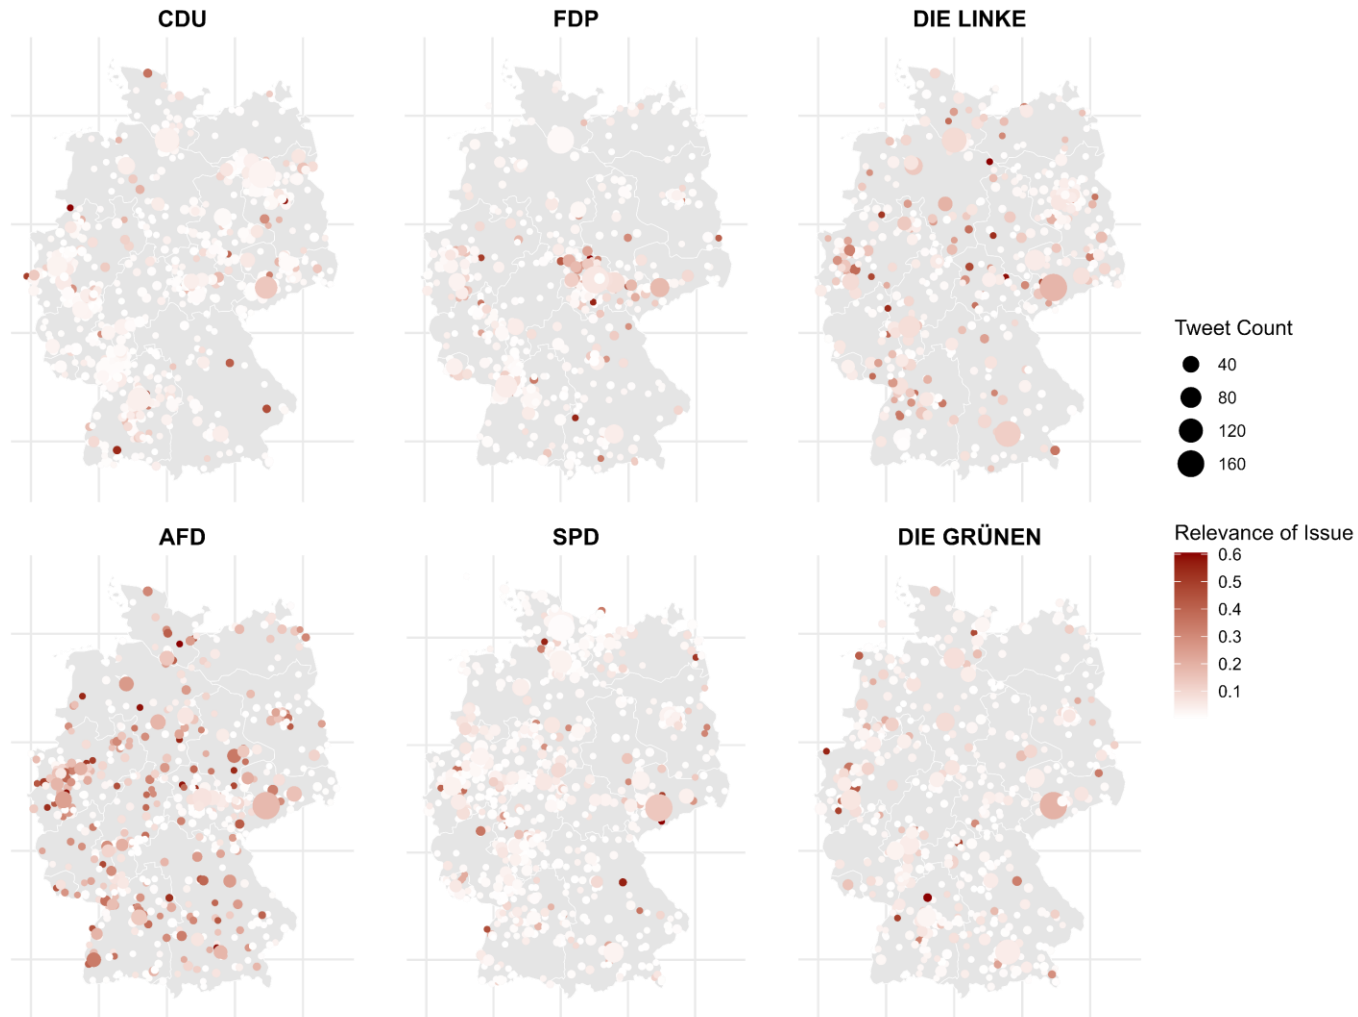 CDU
FDP
DIE LINKE
Tweet Count
40
80
120
160
AFD
SPD
DIE GRÜNEN
Relevance of Issue
0.6
0.5
0.4
0.3
0.2
0.1